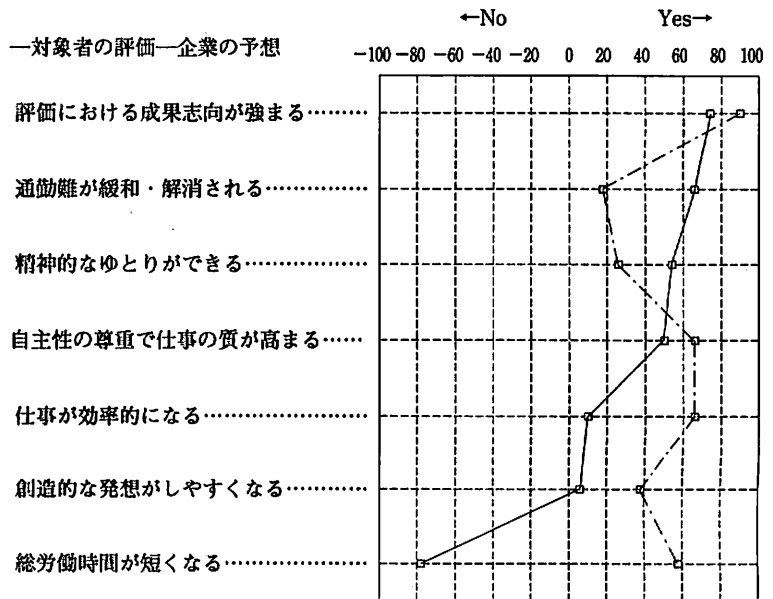 ←No Yes→
—対象者の評価—企業の予想
-100 -80 -60 -40 -20 0 20 40 60 80 100
評価における成果志向が強まる………
通勤難が緩和・解消される……………
精神的なゆとりができる………………
自主性の尊重で仕事の質が高まる……
仕事が効率的になる……………………
創造的な発想がしやすくなる…………
総労働時間が短くなる…………………